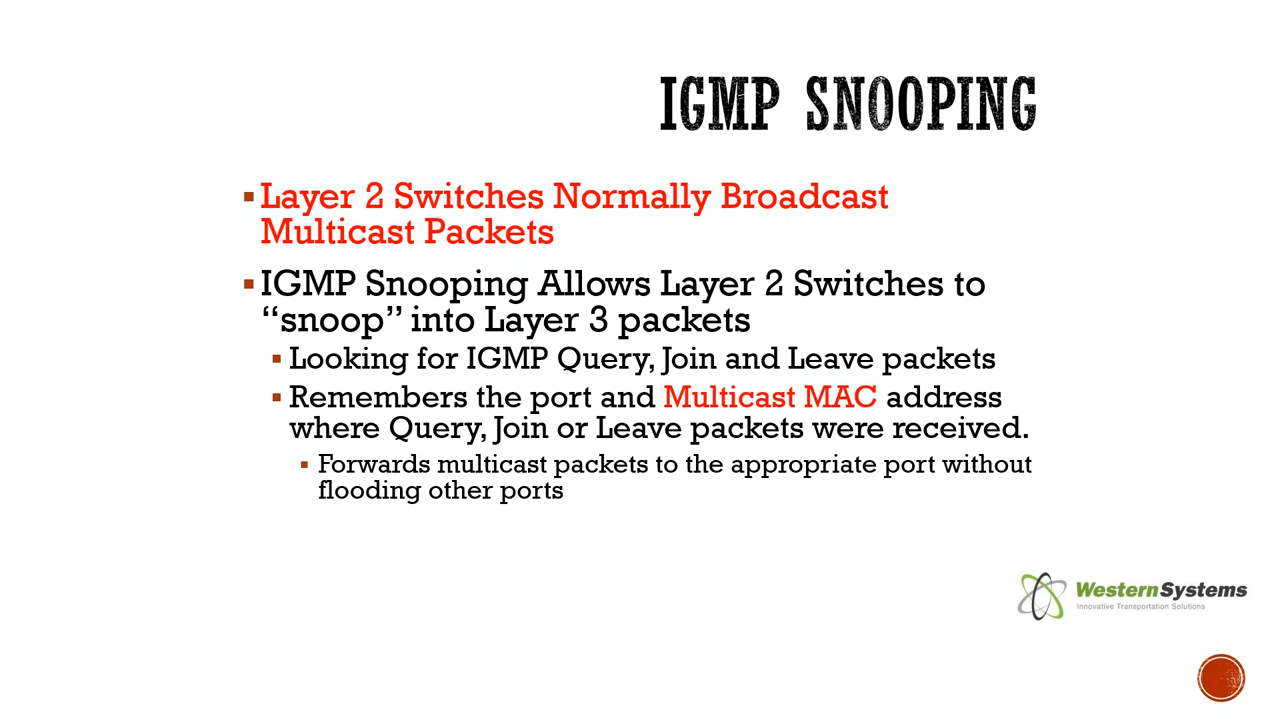 IGMP SNOOPING
▪Layer 2 Switches Normally Broadcast
Multicast Packets
▪IGMP Snooping Allows Layer 2 Switches to
“snoop” into Layer 3 packets
▪Looking for IGMP Query, Join and Leave packets
▪Remembers the port and Multicast MAC address
where Query, Join or Leave packets were received.
▪Forwards multicast packets to the appropriate port without
flooding other ports
WesternSystems
Innovative Transportation Solutions